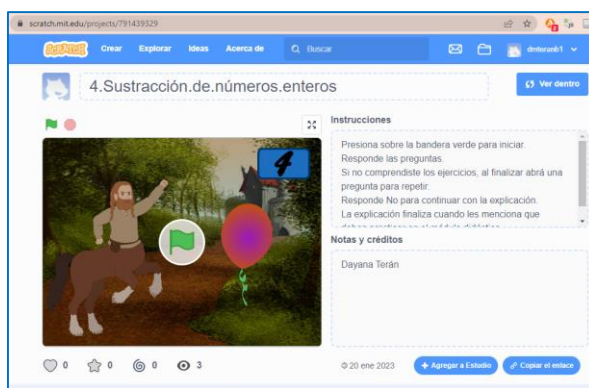 scratch.mit.edu/projects/791439329
SCRATCH Crear Explorar Ideas Acerca de Buscar dmteranb1
4.Sustracción.de.números.enteros
Ver dentro
Instrucciones
Presiona sobre la bandera verde para iniciar.
Responde las preguntas.
Si no comprendiste los ejercicios, al finalizar abrá una
pregunta para repetir.
Responde No para continuar con la explicación.
La explicación finaliza cuando les menciona que
4
Notas y créditos
Dayana Terán
0 0 0 3
© 20 ene 2023
Agregar a Estudio
Copiar el enlace